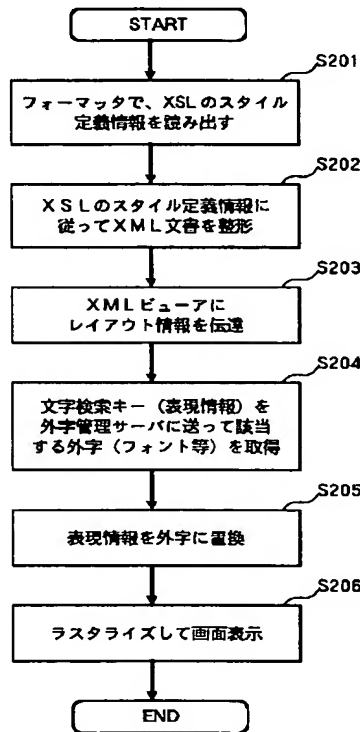 START
S201
フォーマッタで、XSLのスタイル
定義情報を読み出す
S202
XSLのスタイル定義情報に
従ってXML文書を整形
S203
XMLビューアに
レイアウト情報を伝達
S204
文字検索キー（表現情報）を
外字管理サーバに送って該当
する外字（フォント等）を取得
S205
表現情報を外字に置換
S206
ラスタライズして画面表示
END